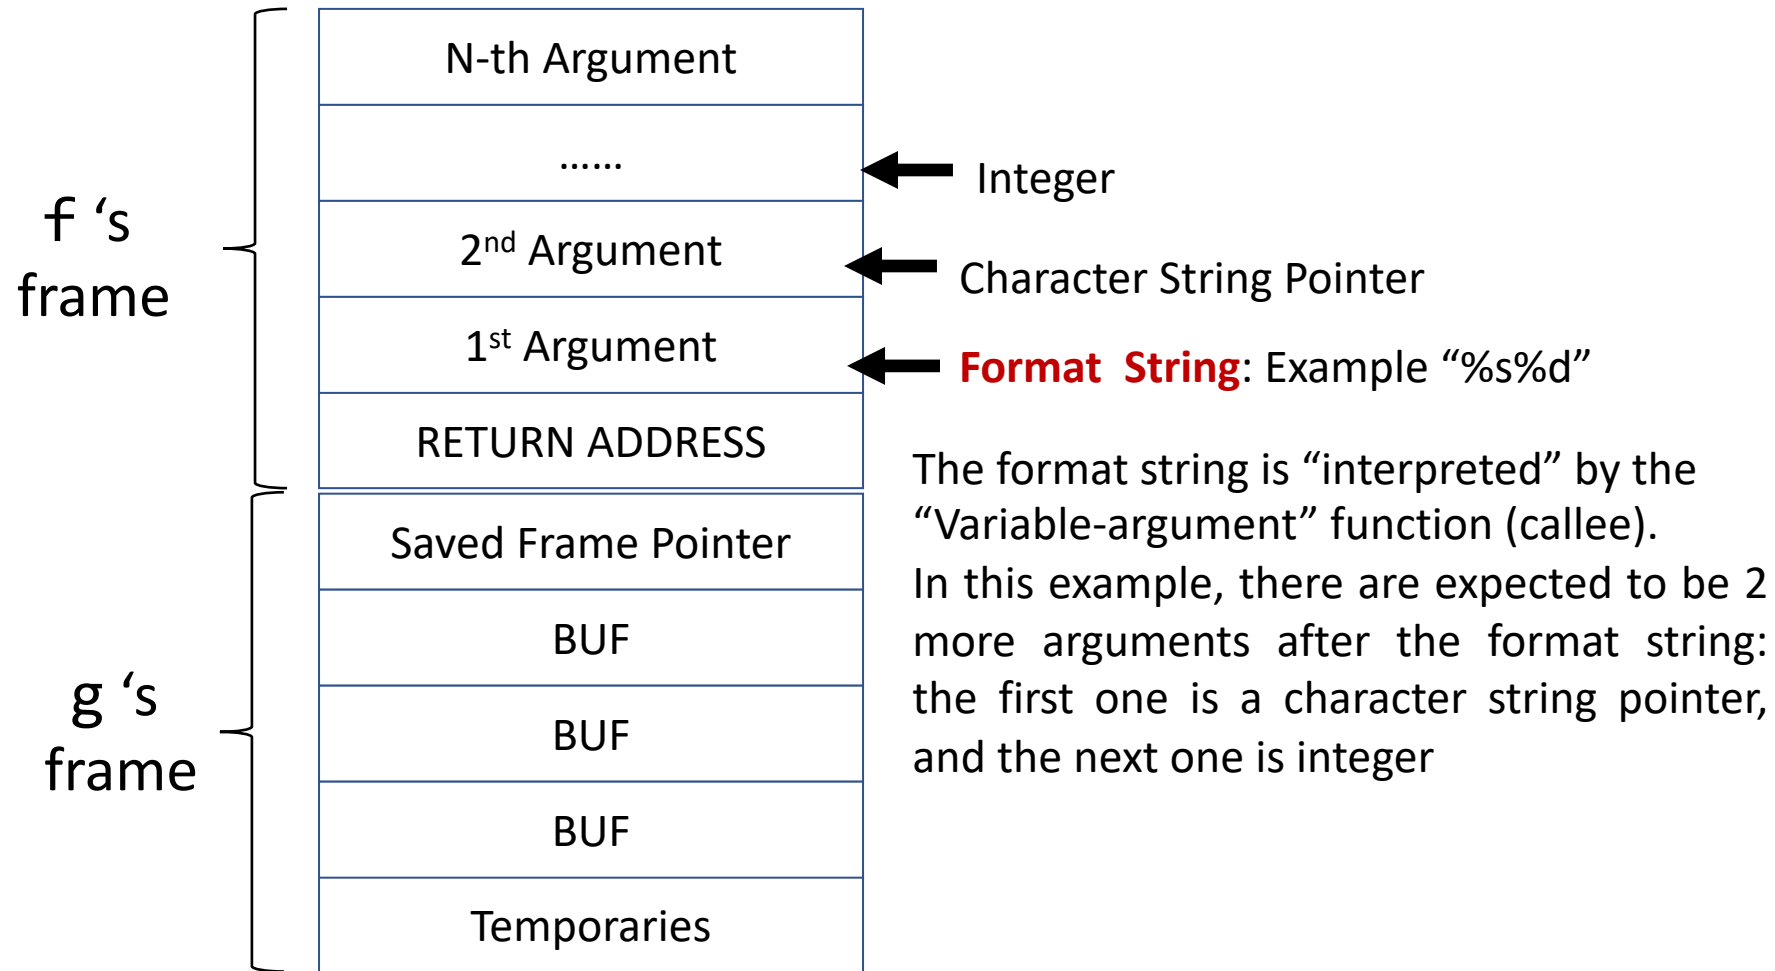 N-th Argument
……
Integer
f ‘s
frame
2nd Argument
Character String Pointer
1st Argument
Format  String: Example “%s%d”
RETURN ADDRESS
The format string is “interpreted” by the
“Variable-argument” function (callee).
In this example, there are expected to be 2
more arguments after the format string:
the first one is a character string pointer,
and the next one is integer
Saved Frame Pointer
BUF
g ‘s
frame
BUF
BUF
Temporaries